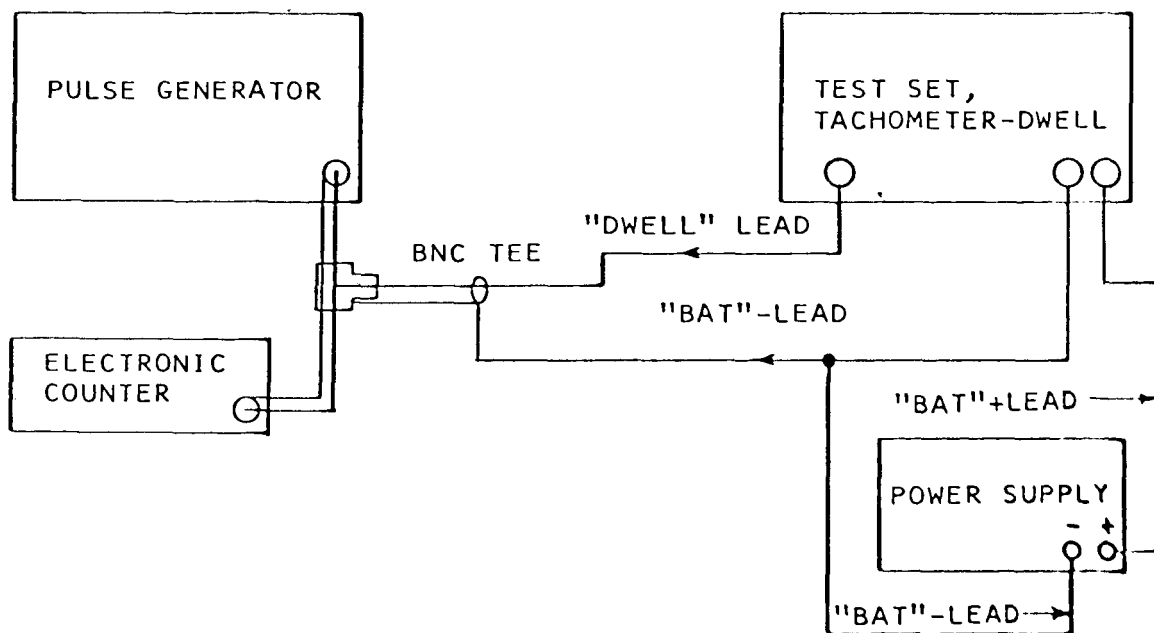 PULSE GENERATOR
TEST SET,
TACHOMETER-DWELL
"DWELL" LEAD
BNC TEE
"BAT"-LEAD
ELECTRONIC
COUNTER
"BAT"+LEAD
POWER SUPPLY
- +
"BAT"-LEAD